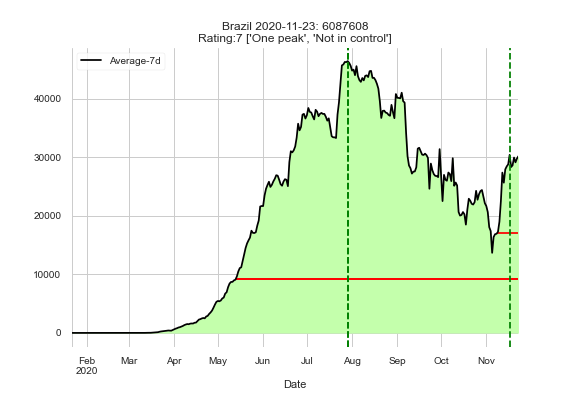 Brazil 2020-11-23: 6087608
Rating:7 ['One peak', 'Not in control']
Average-7d
40000
30000
20000
10000
0
Feb Mar Apr May Jun Jul Aug Sep Oct Nov
2020
Date